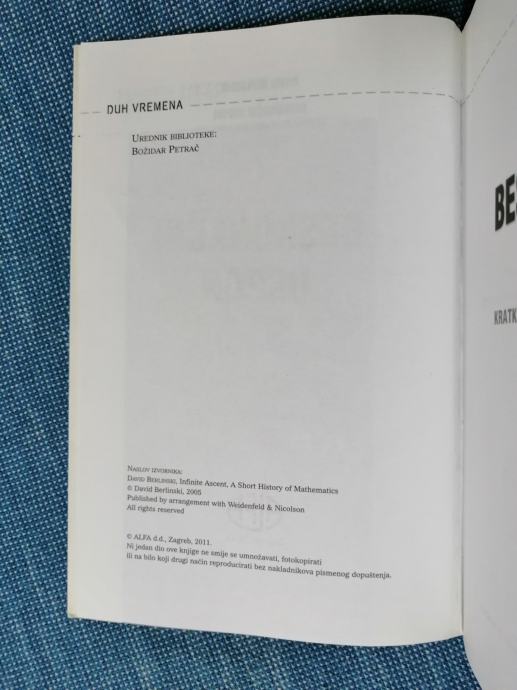 DUH VREMENA
UREDNIK BIBLIOTEKE:
BOŽIDAR PETRAČ
NASLOV IZVORNIKA:
DAVID BERLINSKI, Infinite Ascent, A Short History of Mathematics
© David Berlinski, 2005
Published by arrangement with Weidenfeld & Nicolson
All rights reserved
© ALFA d.d., Zagreb, 2011.
Ni jedan dio ove knjige ne smije se umnožavati, fotokopirati
ili na bilo koji drugi način reproducirati bez nakladnikova pismenog dopuštenja.
BE
KRATK